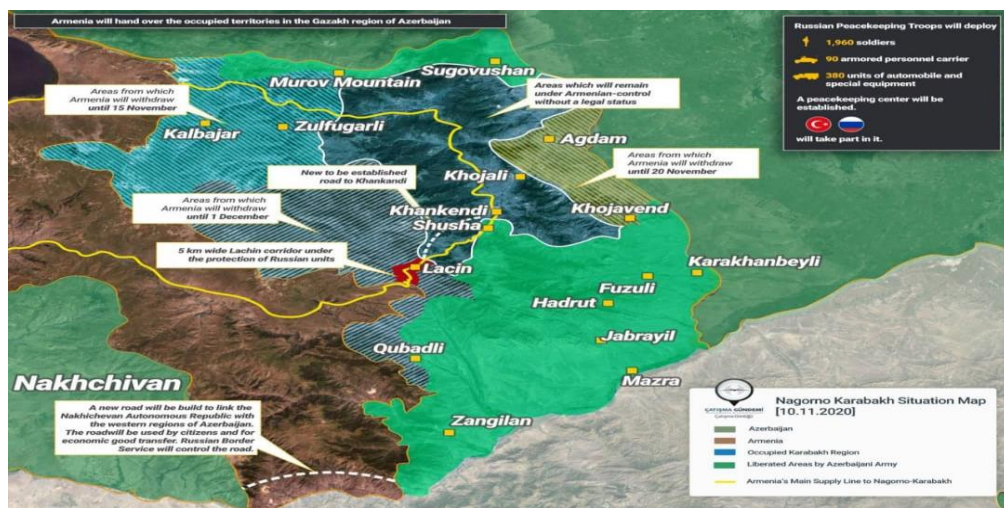 Armenia will hand over the occupied territories in the Gazakh region of Azerbaijan
Russian Peacekeeping Troops will deploy
1,960 soldiers
90 armored personnel carrier
380 units of automobile and
special equipment
A peacekeeping center will be
established.
will take part in it.
Murov Mountain
Sugovushan
Areas from which
Armenia will withdraw
until 15 November
Areas which will remain
under Armenian-control
without a legal status
Kalbajar
Zulfugarli
Agdam
New to be established
road to Khankandi
Khojali
Areas from which
Armenia will withdraw
until 20 November
Areas from which
Armenia will withdraw
until 1 December
Khankendi
Shusha
Khojavend
5 km wide Lachin corridor under
the protection of Russian units
Lacin
Karakhanbeyli
Fuzuli
Hadrut
Jabrayil
Qubadli
Mazra
Nakhchivan
A new road will be build to link the
Nakhichevan Autonomous Republic with
the western regions of Azerbaijan.
The roadwill be used by citizens and for
economic good transfer. Russian Border
Service will control the road.
Zangilan
ÇATIŞMA GÜNDEMİ
Nagorno Karabakh Situation Map
[10.11.2020]
Azerbaijan
Armenia
Occupied Karabakh Region
Liberated Areas by Azerbaijani Army
Armenia's Main Supply Line to Nagorno-Karabakh